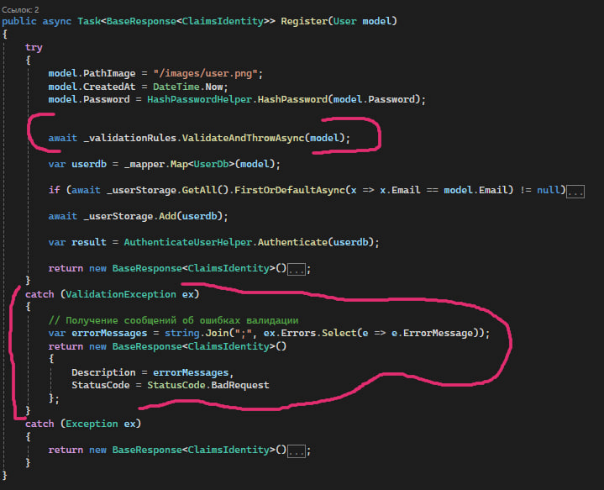 Ссылок: 2
public async Task<BaseResponse<ClaimsIdentity>> Register(User model)
{
try
{
model.PathImage = "/images/user.png";
model.CreatedAt = DateTime.Now;
model.Password = HashPasswordHelper.HashPassword(model.Password);
await _validationRules.ValidateAndThrowAsync(model);
var userdb = _mapper.Map<UserDb>(model);
if (await _userStorage.GetAll().FirstOrDefaultAsync(x => x.Email == model.Email) != null)...
await _userStorage.Add(userdb);
var result = AuthenticateUserHelper.Authenticate(userdb);
return new BaseResponse<ClaimsIdentity>()...;
}
catch (ValidationException ex)
{
// Получение сообщений об ошибках валидации
var errorMessages = string.Join(";", ex.Errors.Select(e => e.ErrorMessage));
return new BaseResponse<ClaimsIdentity>()
{
Description = errorMessages,
StatusCode = StatusCode.BadRequest
};
}
catch (Exception ex)
{
return new BaseResponse<ClaimsIdentity>()...;
}
}